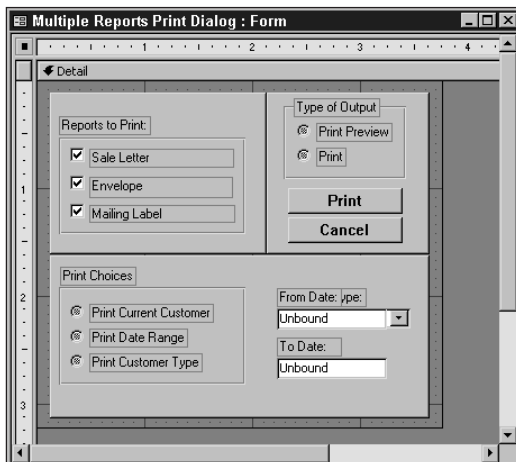 Multiple Reports Print Dialog : Form
1 2 3 4
Detail
Reports to Print:
Sale Letter
Envelope
Mailing Label
Type of Output
Print Preview
Print
Print
Cancel
Print Choices
Print Current Customer
Print Date Range
Print Customer Type
From Date: ype:
Unbound
To Date:
Unbound
1
2
3